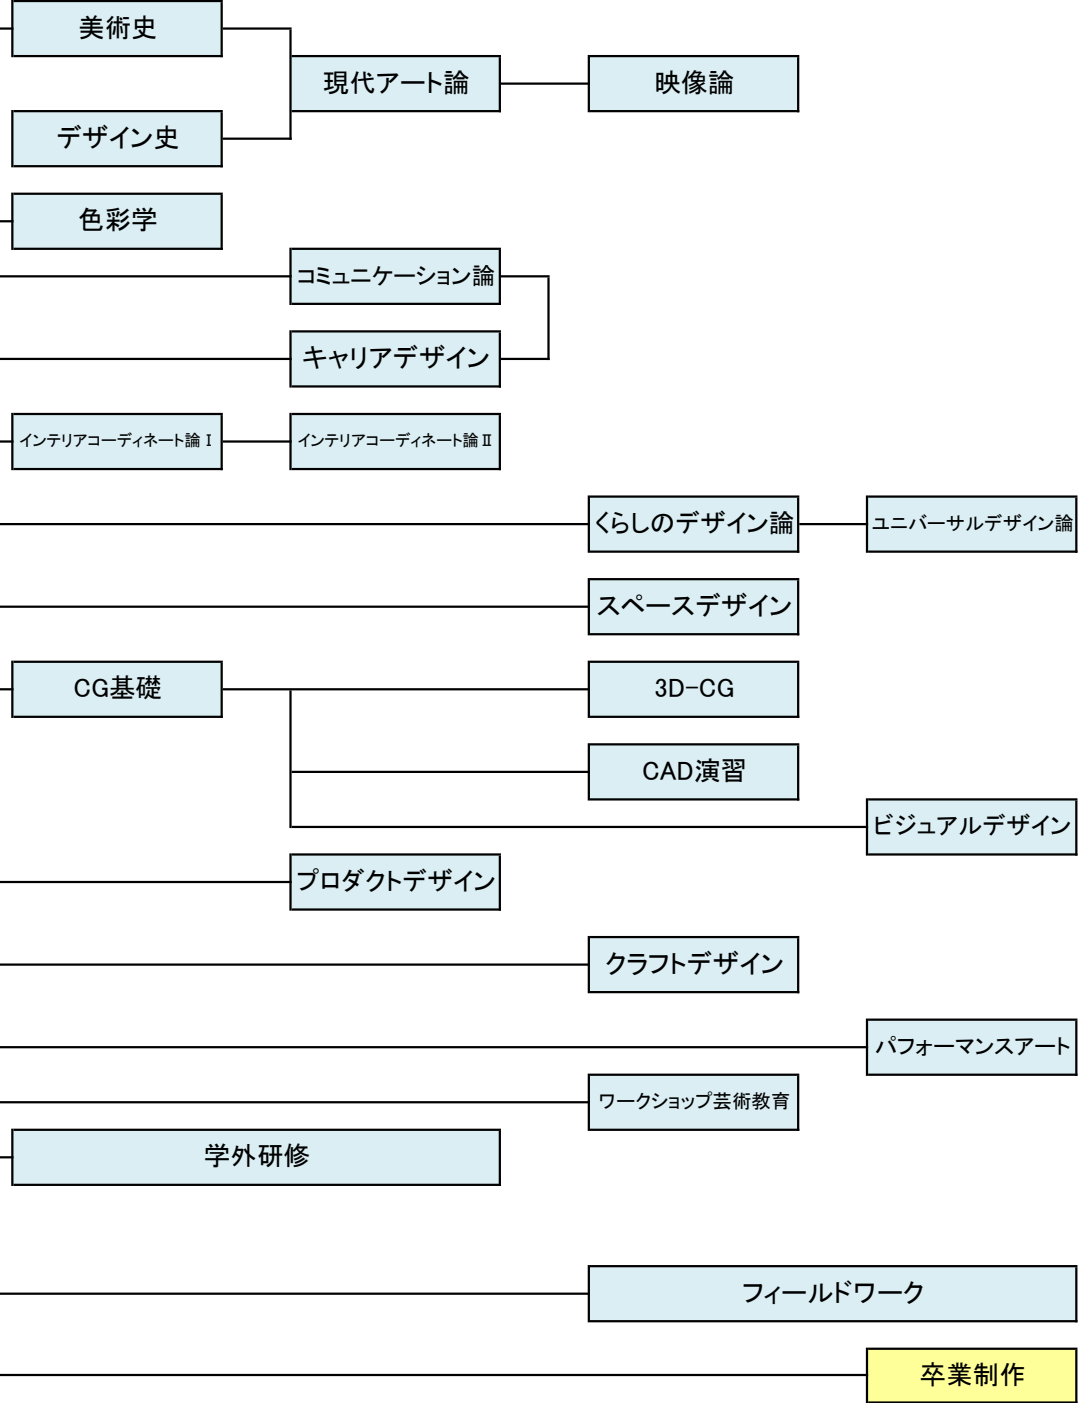 美術史
現代アート論
映像論
デザイン史
色彩学
コミュニケーション論
キャリアデザイン
インテリアコーディネート論Ⅰ
インテリアコーディネート論Ⅱ
くらしのデザイン論
ユニバーサルデザイン論
スペースデザイン
CG基礎
3D-CG
CAD演習
ビジュアルデザイン
プロダクトデザイン
クラフトデザイン
パフォーマンスアート
ワークショップ芸術教育
学外研修
フィールドワーク
卒業制作